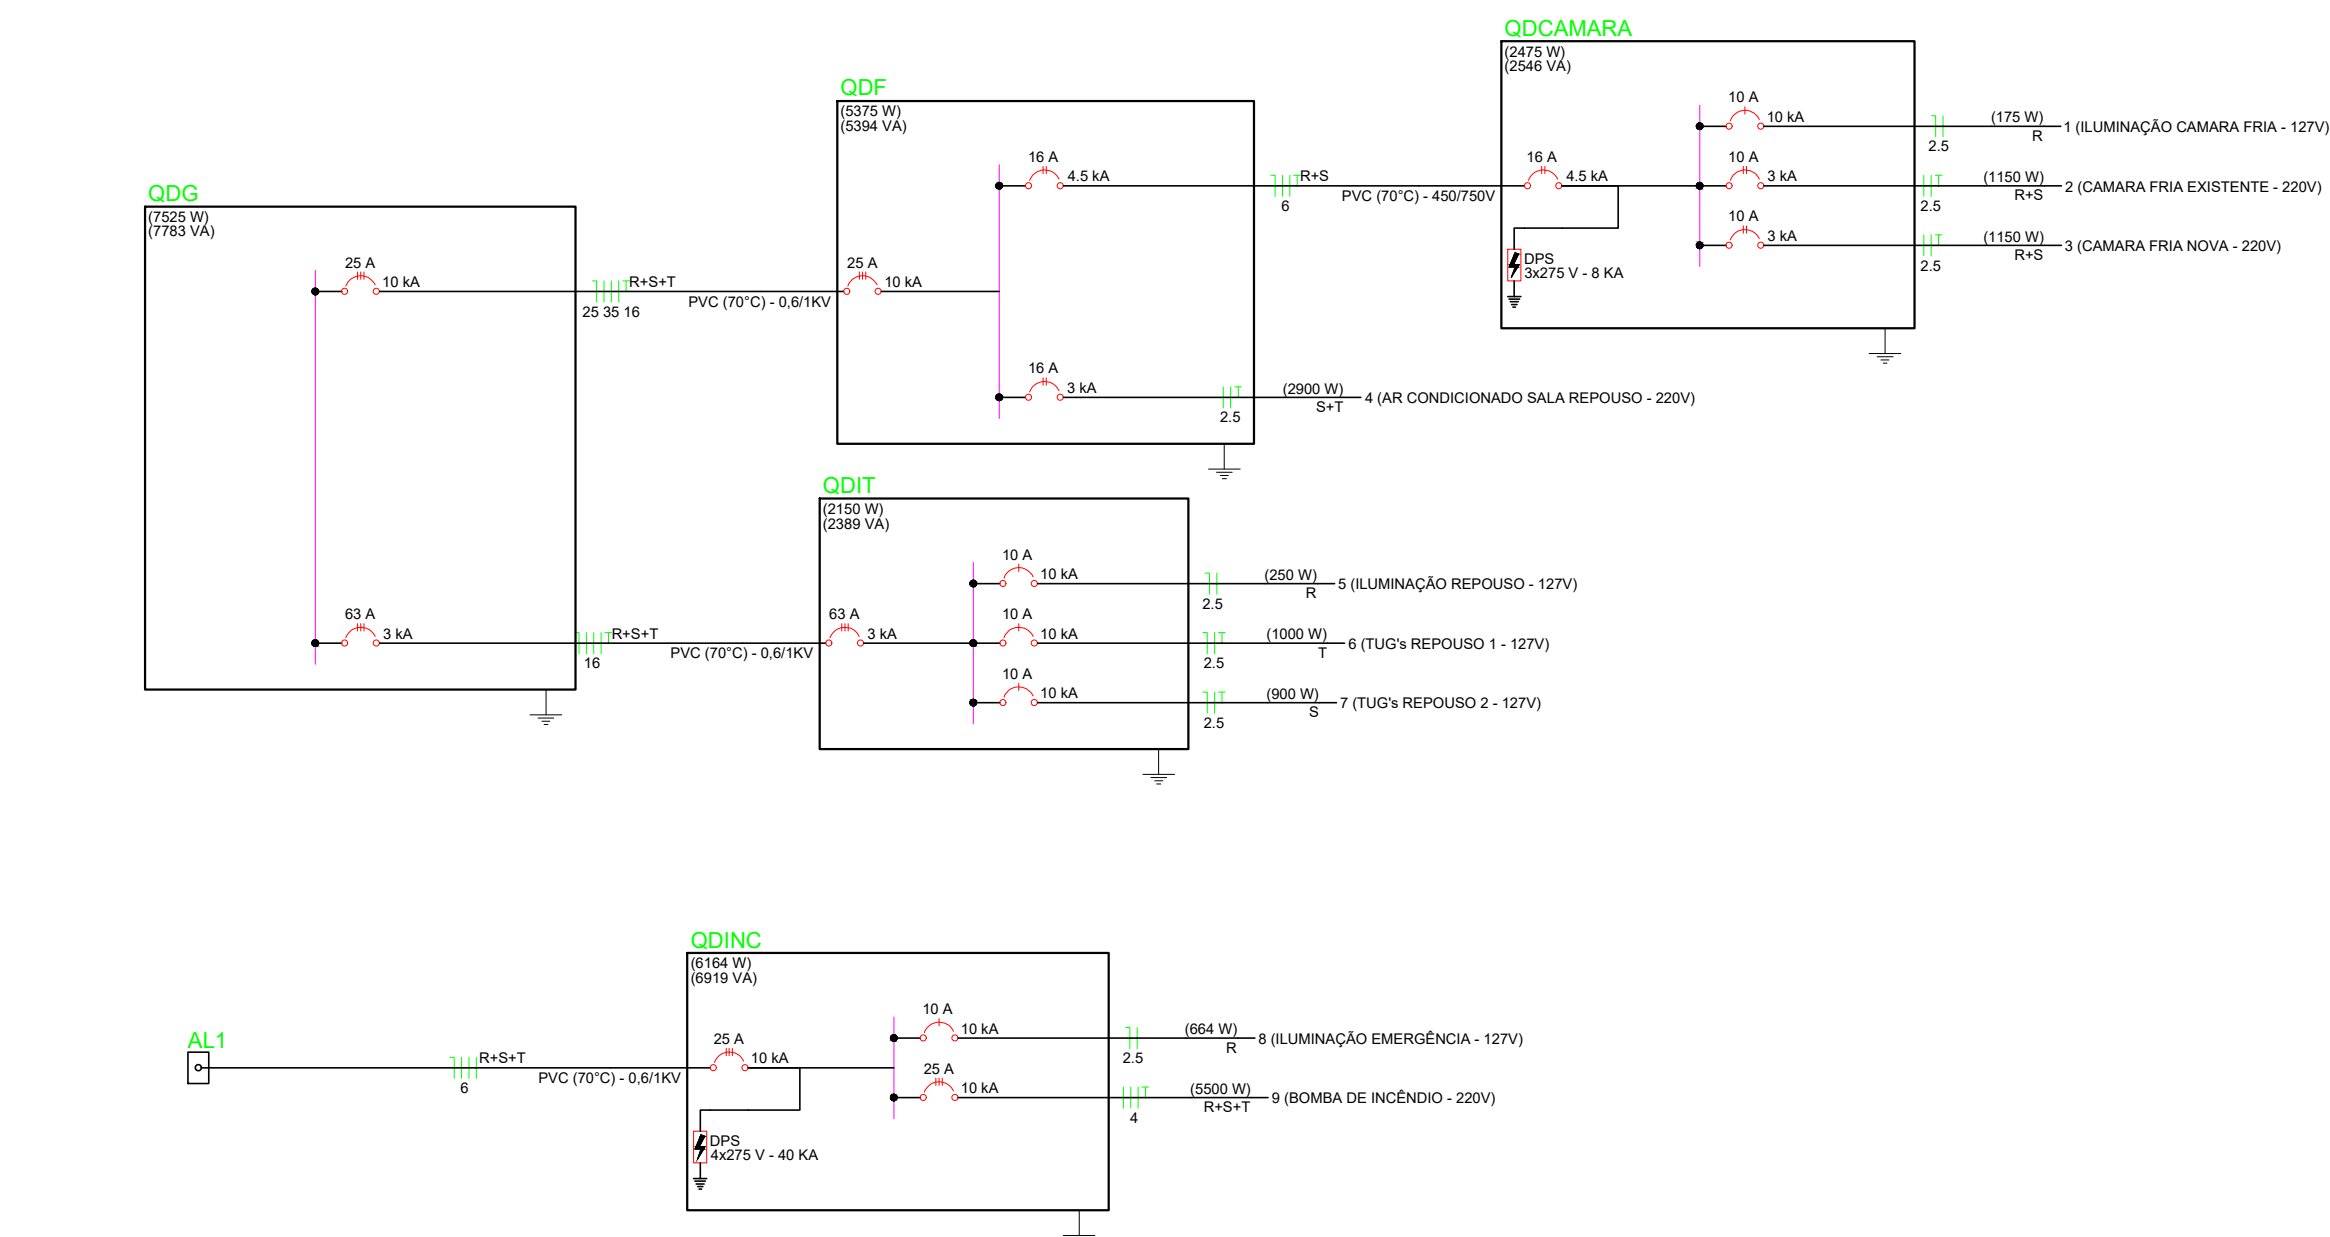 QDCAMARA
(2475 W)
(2546 VA)
10 A
10 kA
(175 W)
R
2.5
1 (ILUMINAÇÃO CAMARA FRIA - 127V)
16 A
4.5 kA
10 A
3 kA
(1150 W)
R+S
2.5
2 (CAMARA FRIA EXISTENTE - 220V)
10 A
3 kA
(1150 W)
R+S
2.5
3 (CAMARA FRIA NOVA - 220V)
DPS
3x275 V - 8 KA
QDF
(5375 W)
(5394 VA)
16 A
4.5 kA
R+S
6
PVC (70°C) - 450/750V
25 A
10 kA
16 A
3 kA
2.5
(2900 W)
S+T
4 (AR CONDICIONADO SALA REPOUSO - 220V)
QDG
(7525 W)
(7783 VA)
25 A
10 kA
R+S+T
25 35 16
PVC (70°C) - 0,6/1KV
63 A
3 kA
R+S+T
16
PVC (70°C) - 0,6/1KV
QDIT
(2150 W)
(2389 VA)
63 A
3 kA
10 A
10 kA
2.5
(250 W)
R
5 (ILUMINAÇÃO REPOUSO - 127V)
10 A
10 kA
2.5
(1000 W)
T
6 (TUG's REPOUSO 1 - 127V)
10 A
10 kA
2.5
(900 W)
S
7 (TUG's REPOUSO 2 - 127V)
QDINC
(6164 W)
(6919 VA)
AL1
R+S+T
6
PVC (70°C) - 0,6/1KV
25 A
10 kA
10 A
10 kA
2.5
(664 W)
R
8 (ILUMINAÇÃO EMERGÊNCIA - 127V)
25 A
10 kA
4
(5500 W)
R+S+T
9 (BOMBA DE INCÊNDIO - 220V)
DPS
4x275 V - 40 KA